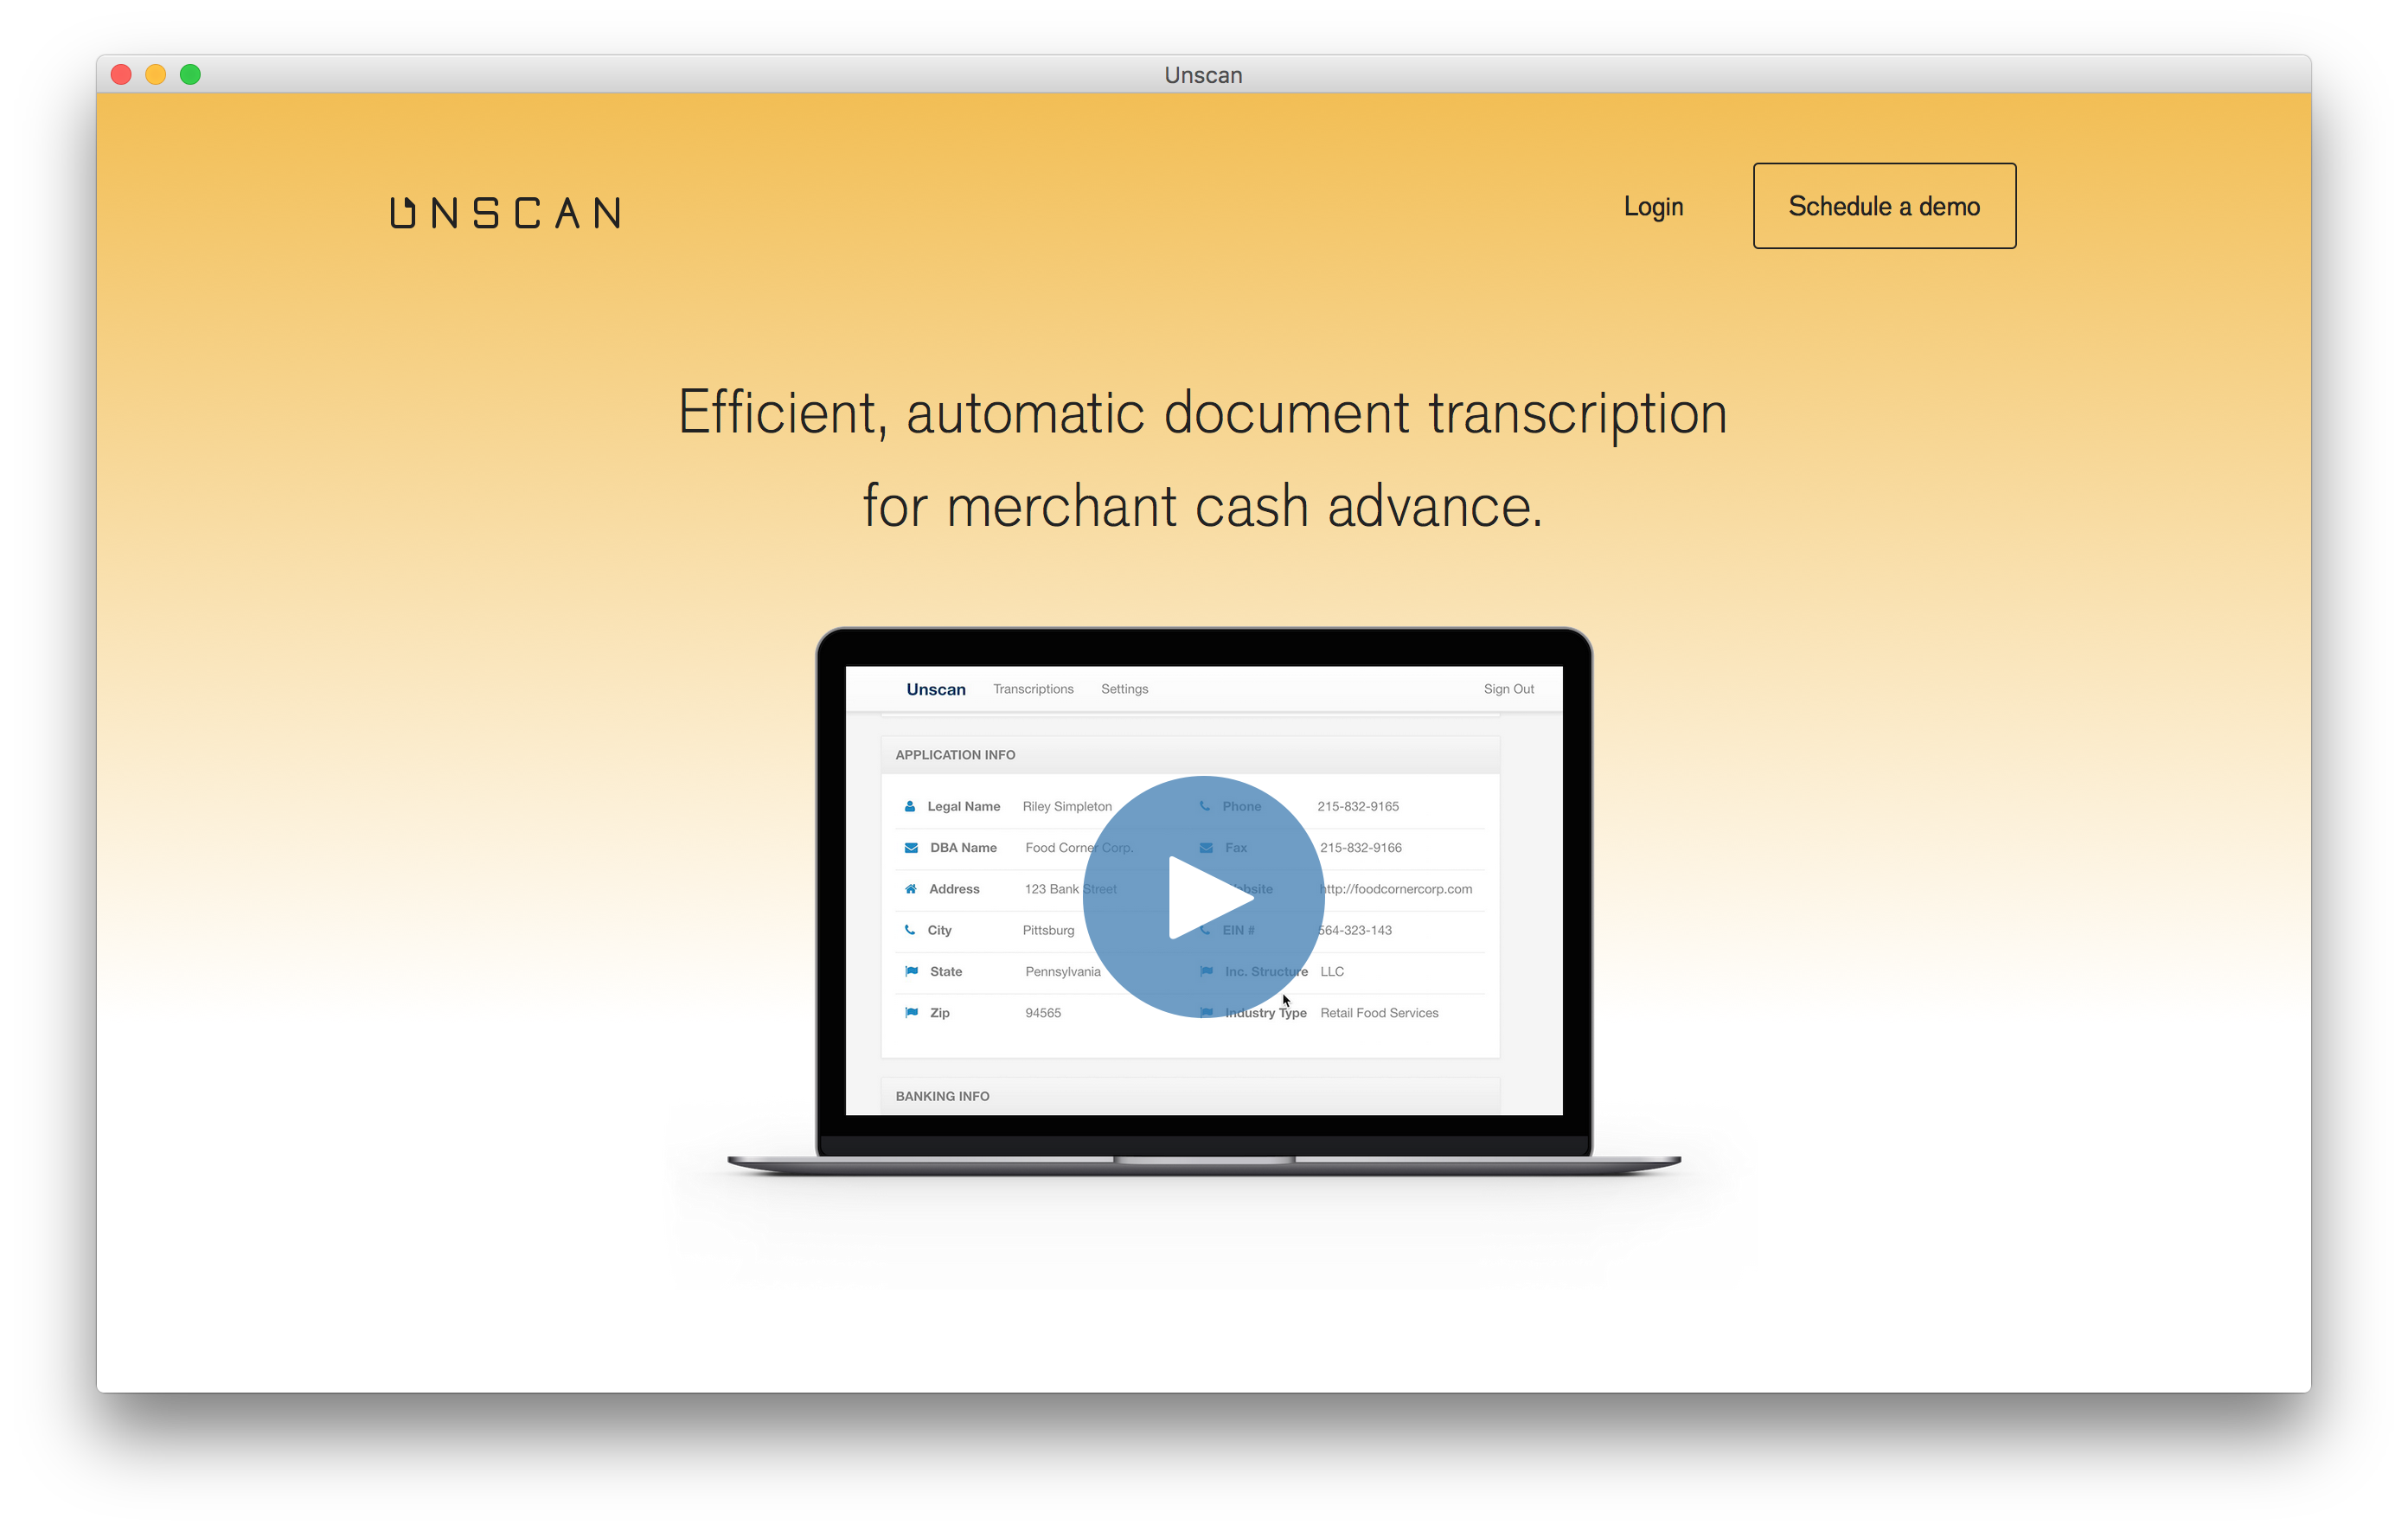 Unscan
UNSCAN
Login
Schedule a demo
Efficient, automatic document transcription
for merchant cash advance.
Unscan Transcriptions Settings Sign Out
APPLICATION INFO
Legal Name Riley Simpleton Phone 215-832-9165
DBA Name Food Corner Corp. Fax 215-832-9166
Address 123 Bank Street Website http://foodcornercorp.com
City Pittsburg EIN # 564-323-143
State Pennsylvania Inc. Structure LLC
Zip 94565 Industry Type Retail Food Services
BANKING INFO